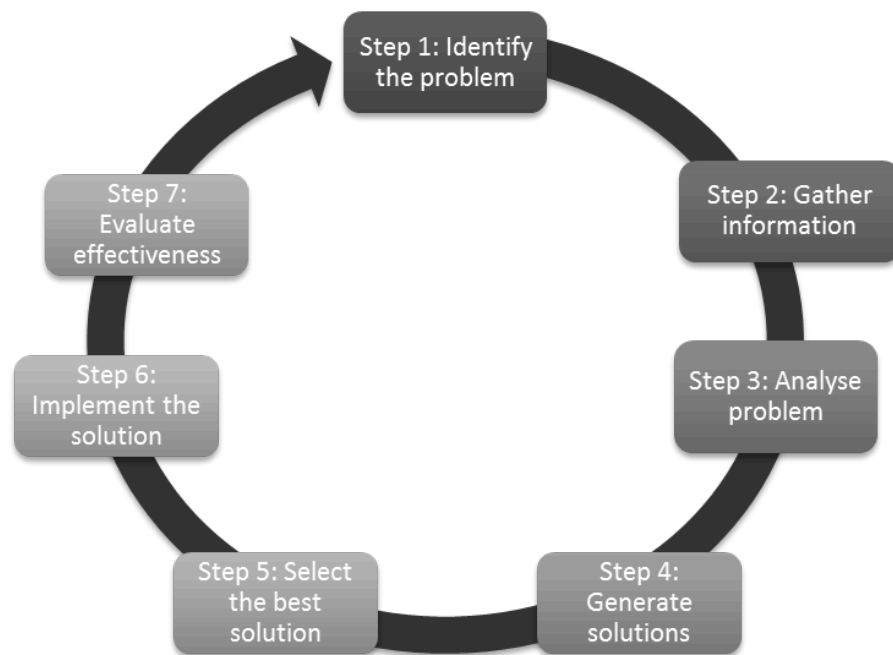 Step 1: Identify
the problem
Step 2: Gather
information
Step 3: Analyse
problem
Step 4:
Generate
solutions
Step 5: Select
the best
solution
Step 6:
Implement the
solution
Step 7:
Evaluate
effectiveness